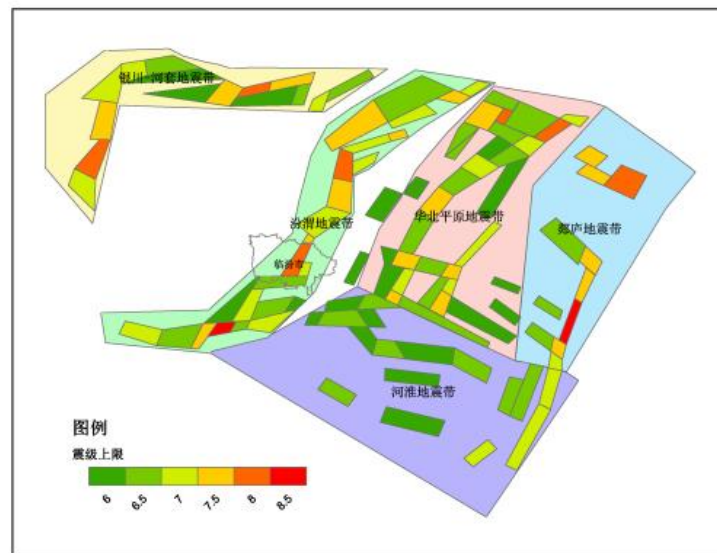 银川-河套地震带
汾渭地震带
华北平原地震带
郯庐地震带
临汾市
河淮地震带
图例
震级上限
6
6.5
7
7.5
8
8.5